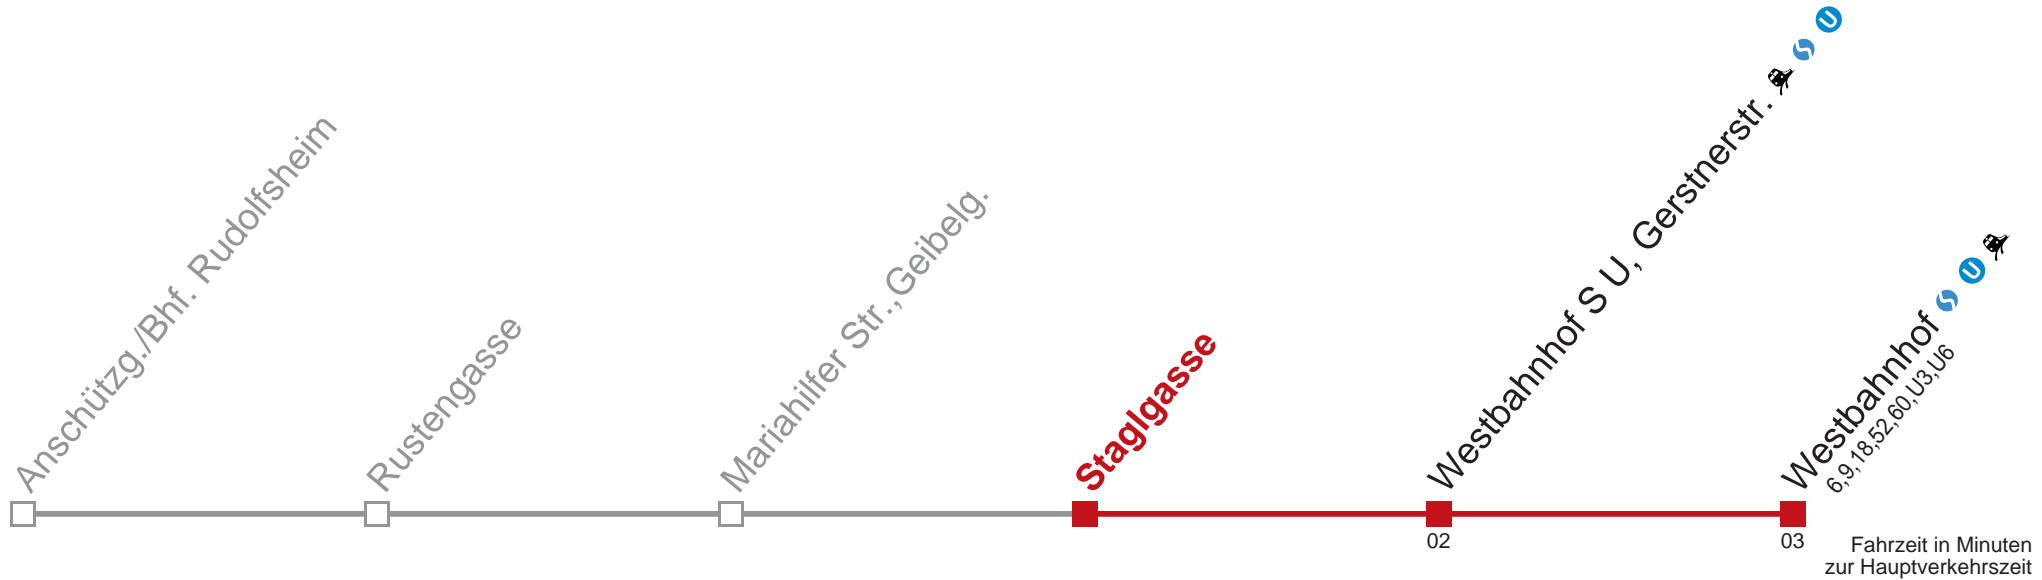 Anschützg./Bhf. Rudolfsheim
Rustengasse
Mariahilfer Str.,Geibelg.
Staglgasse
Westbahnhof S U, Gerstnerstr. S U
Westbahnhof S U
6,9,18,52,60,U3,U6
02
03
Fahrzeit in Minuten
zur Hauptverkehrszeit